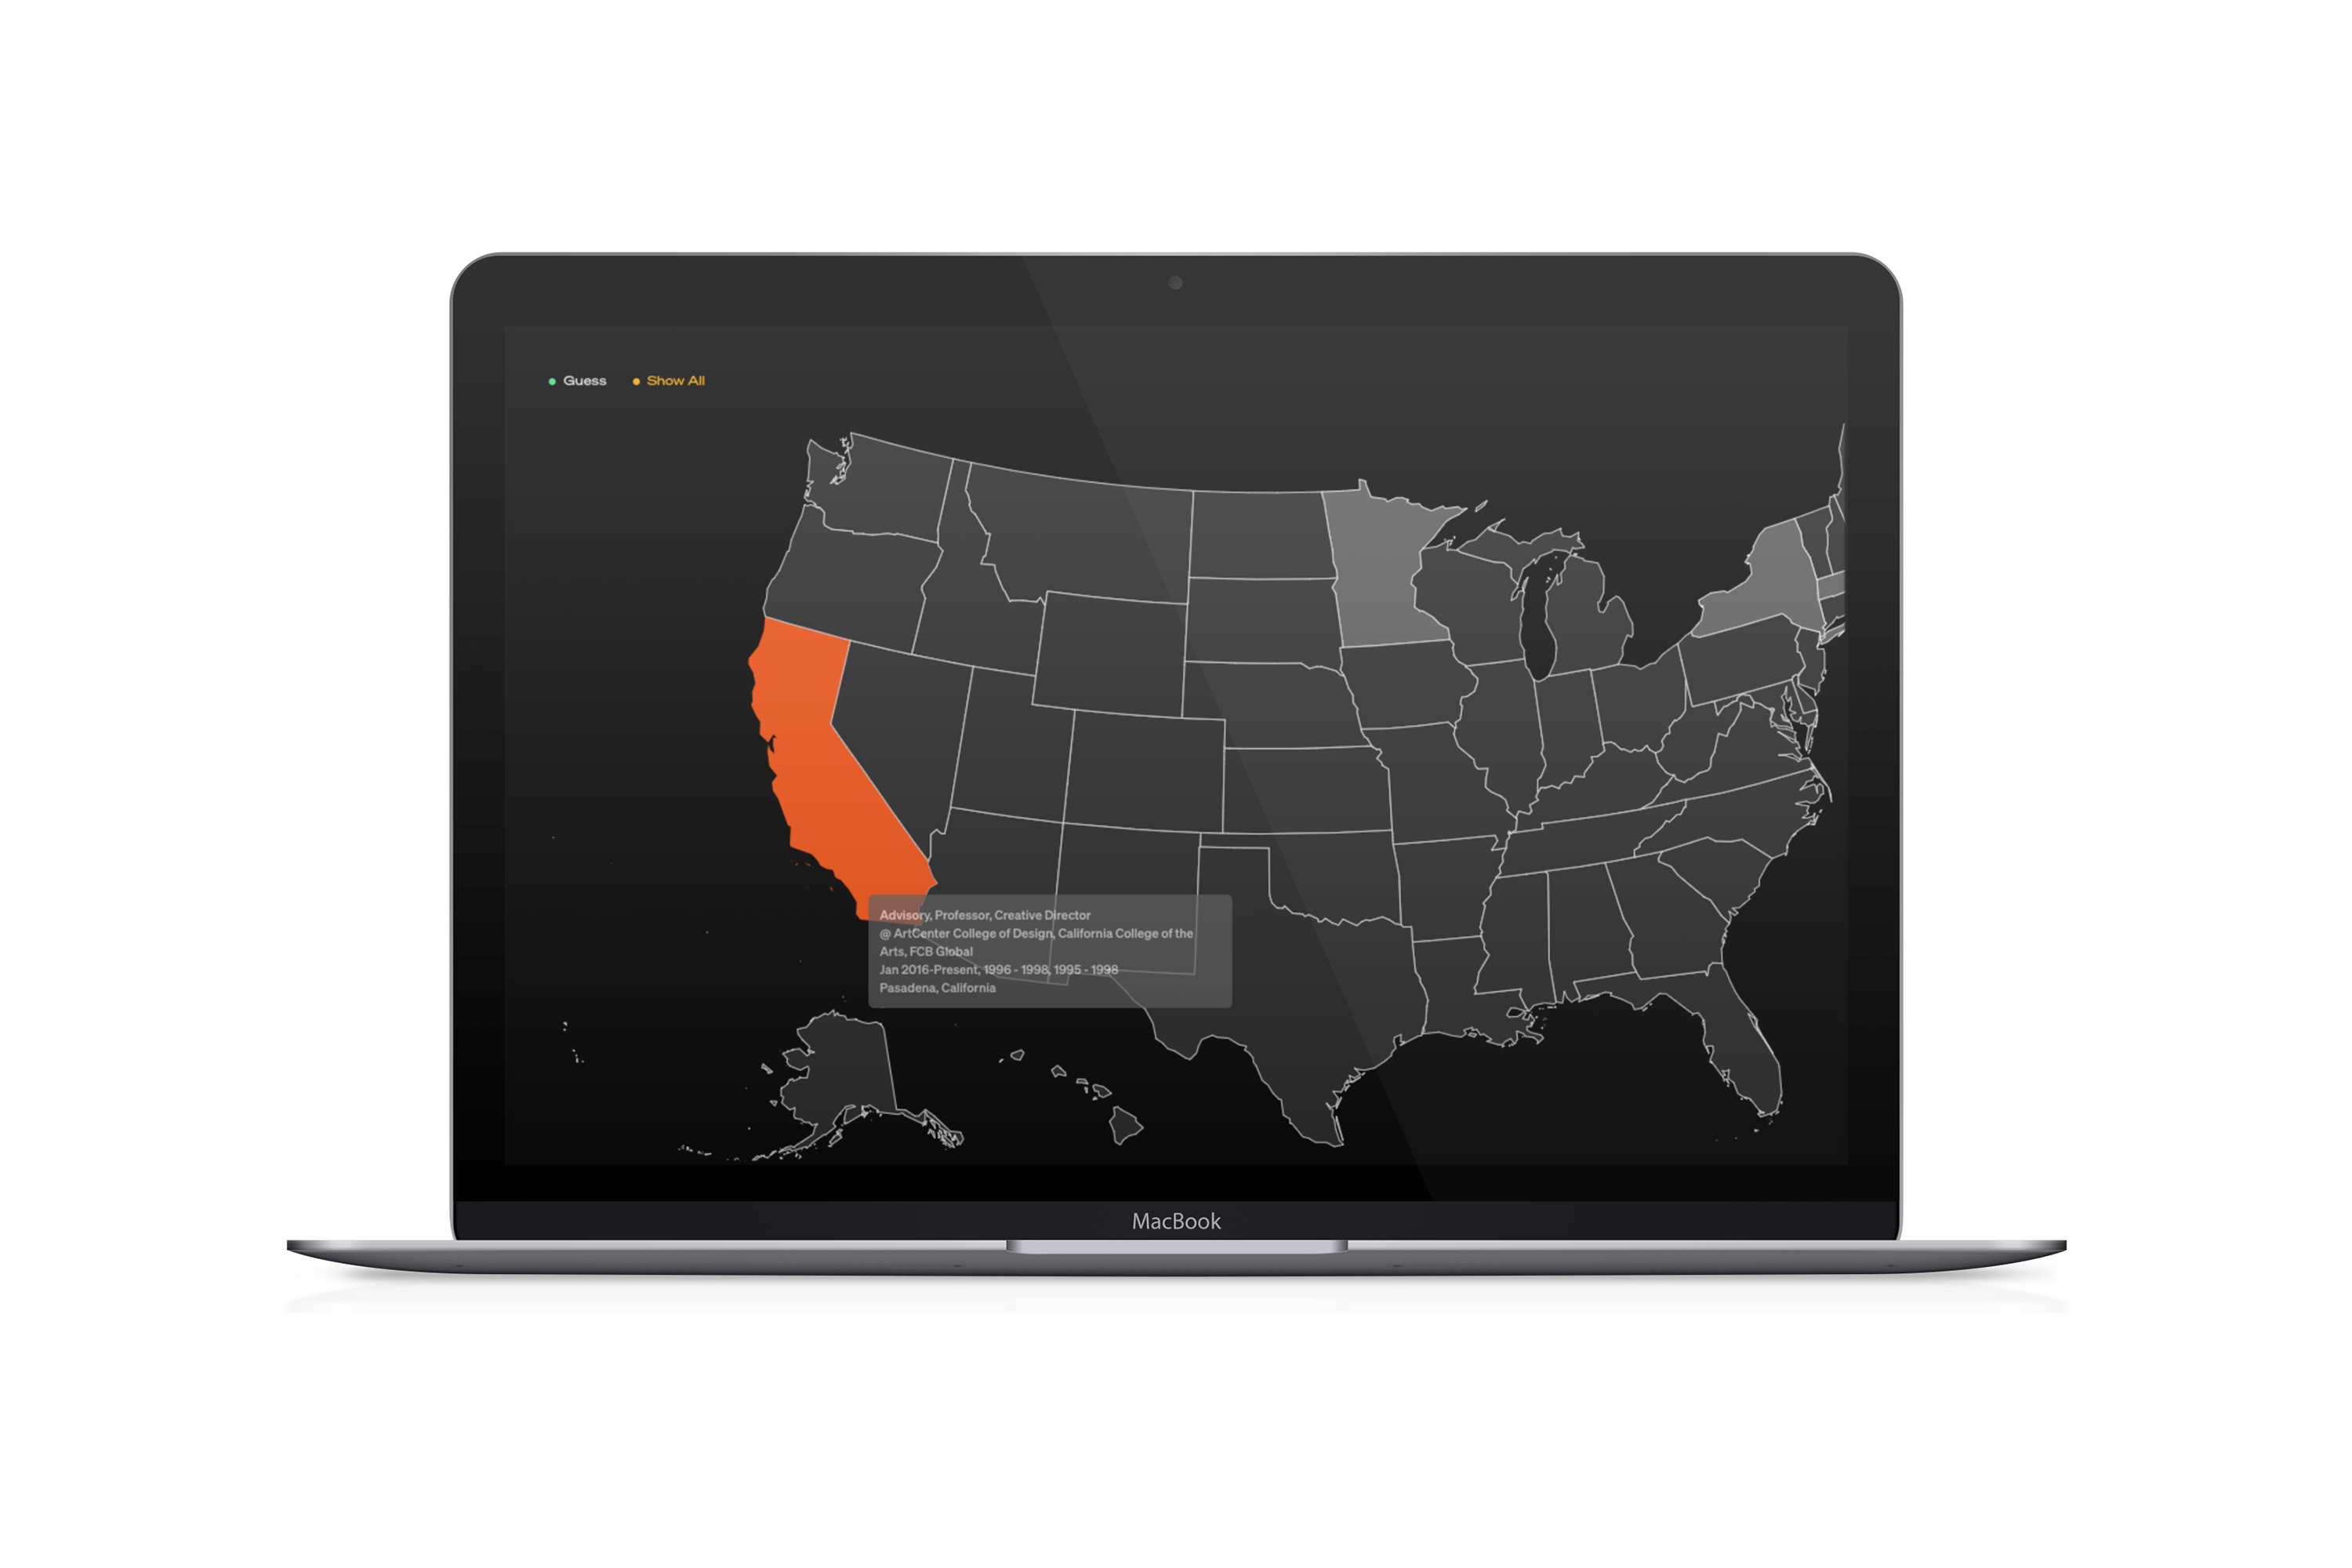 Guess
Show All
Advisory, Professor, Creative Director
@ ArtCenter College of Design, California College of the
Arts, FCB Global
Jan 2016-Present, 1996 - 1998, 1995 - 1998
Pasadena, California
MacBook